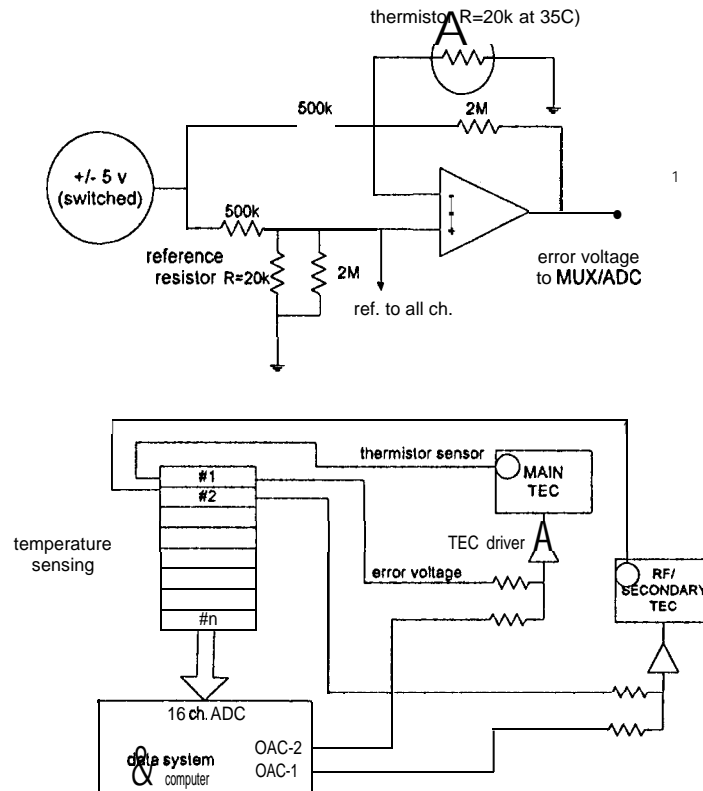 thermistor R=20k at 35C)
A
500k
2M
+/- 5 v
(switched)
1
500k
-
+
reference
resistor R=20k
2M
error voltage
to MUX/ADC
ref. to all ch.
thermistor sensor
#1
#2
MAIN
TEC
temperature
sensing
TEC driver
A
error voltage
RF/
SECONDARY
TEC
#n
16 ch. ADC
OAC-2
data system
& computer
OAC-1